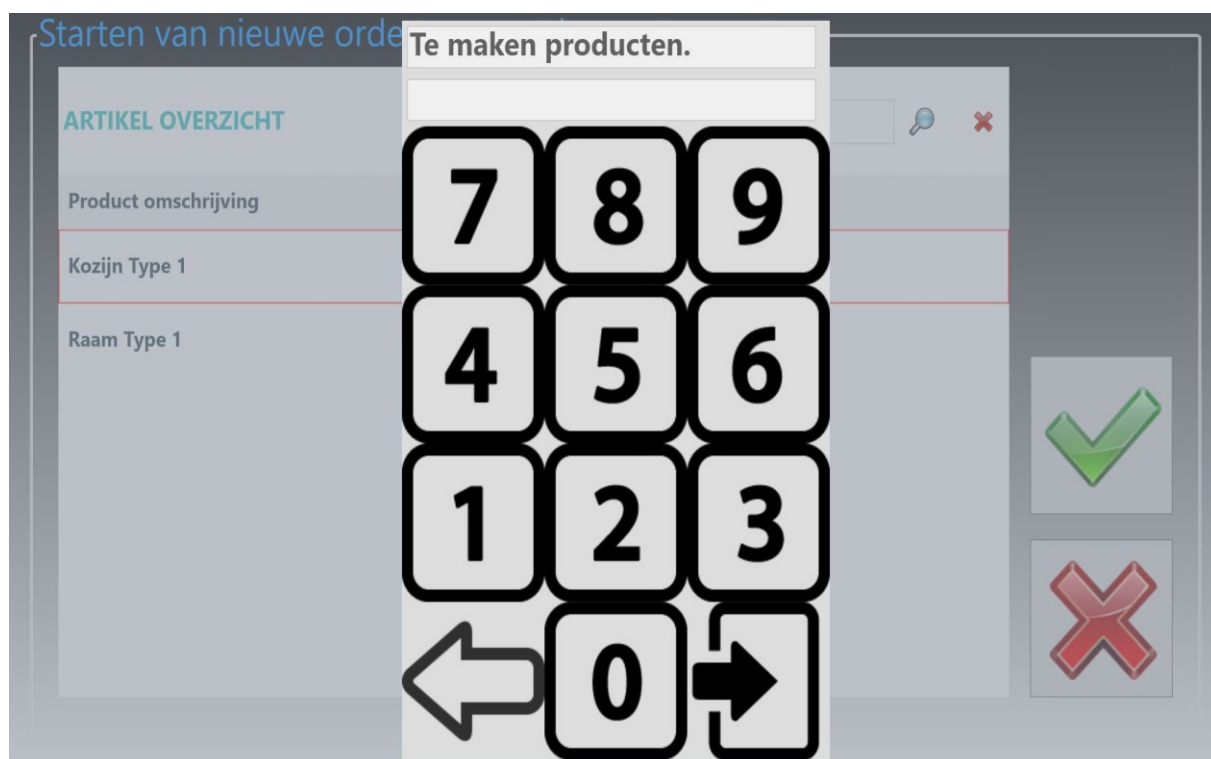 Starten van nieuwe orde
Te maken producten.
ARTIKEL OVERZICHT
Product omschrijving
Kozijn Type 1
Raam Type 1
7 8 9
4 5 6
1 2 3
0